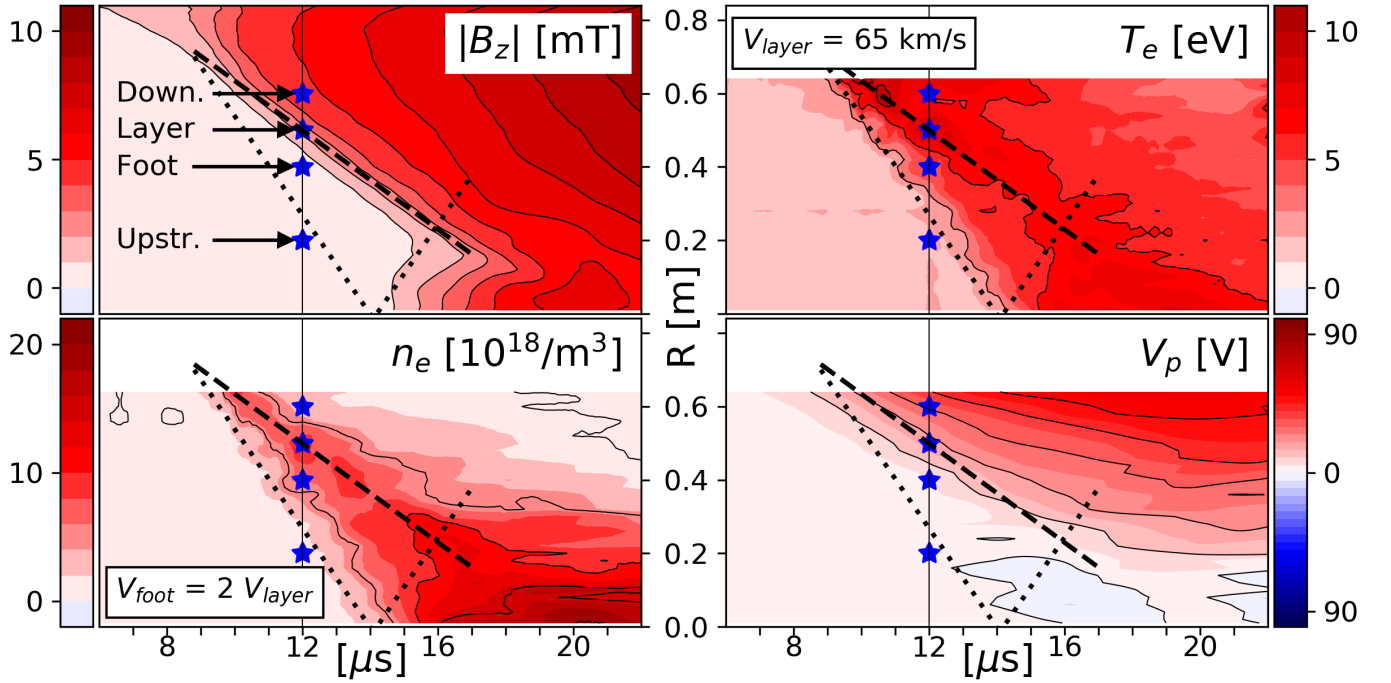 10
5
0
|B_z| [mT]
Down.
Layer
Foot
Upstr.
0.8
0.6
0.4
0.2
R [m]
V_layer = 65 km/s
T_e [eV]
10
5
0
20
10
0
n_e [10^18/m^3]
V_foot = 2 V_layer
8
12
16
20
[μs]
0.6
0.4
0.2
0.0
V_p [V]
8
12
16
20
[μs]
90
0
90